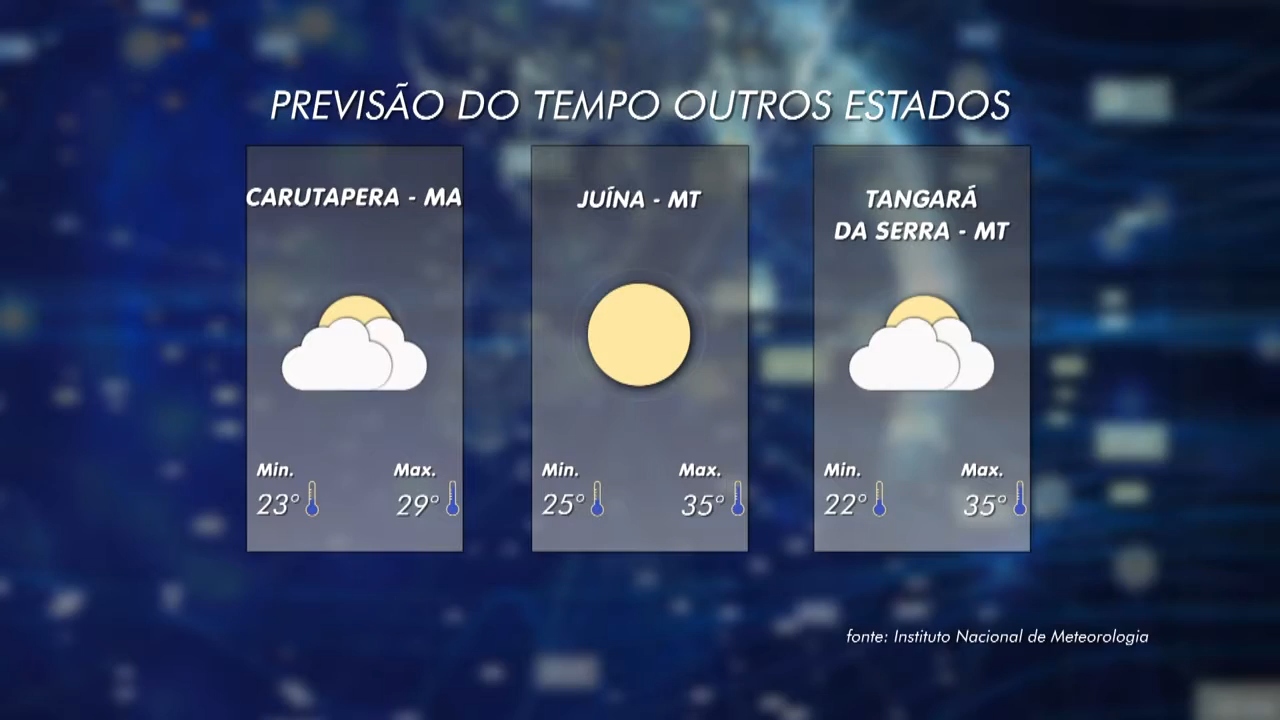 PREVISÃO DO TEMPO OUTROS ESTADOS
CARUTAPERA - MA
Min. Max.
23° 29°
JUÍNA - MT
Min. Max.
25° 35°
TANGARÁ
DA SERRA - MT
Min. Max.
22° 35°
fonte: Instituto Nacional de Meteorologia